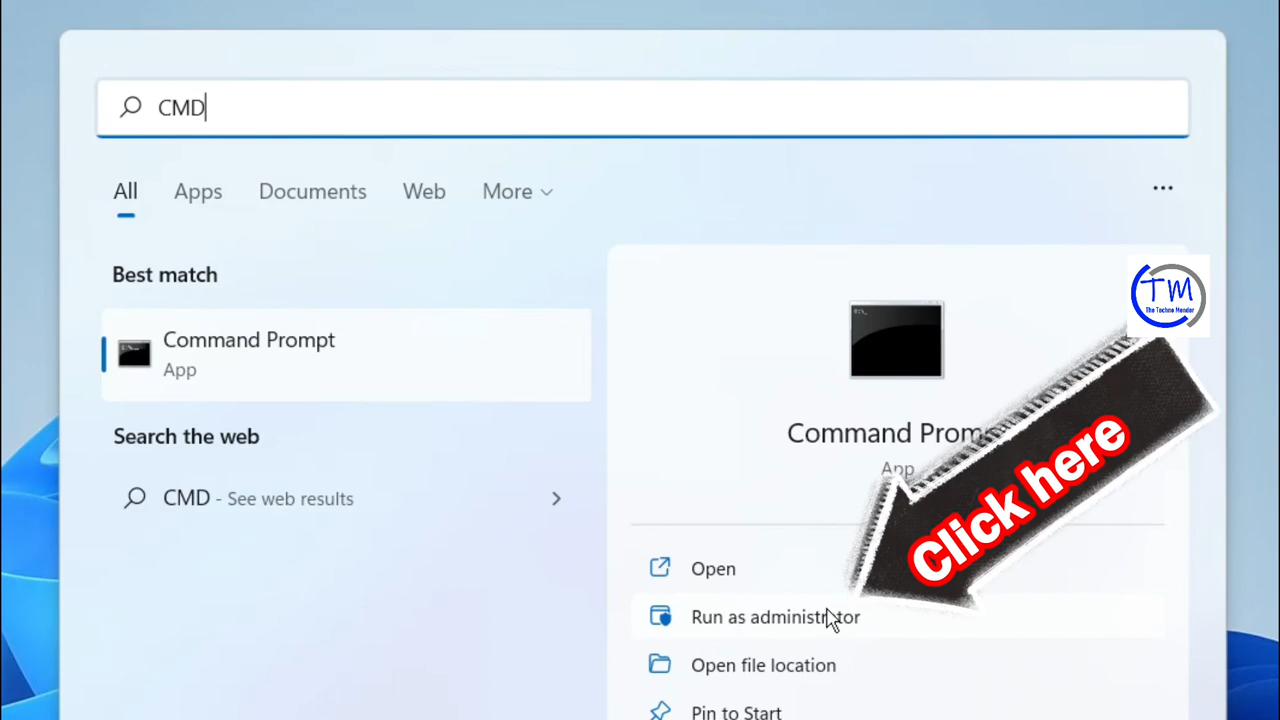 CMD
All Apps Documents Web More
Best match
Command Prompt
App
Search the web
CMD - See web results
TM
The Techno Mender
Command Prom
App
Click here
Open
Run as administrator
Open file location
Pin to Start